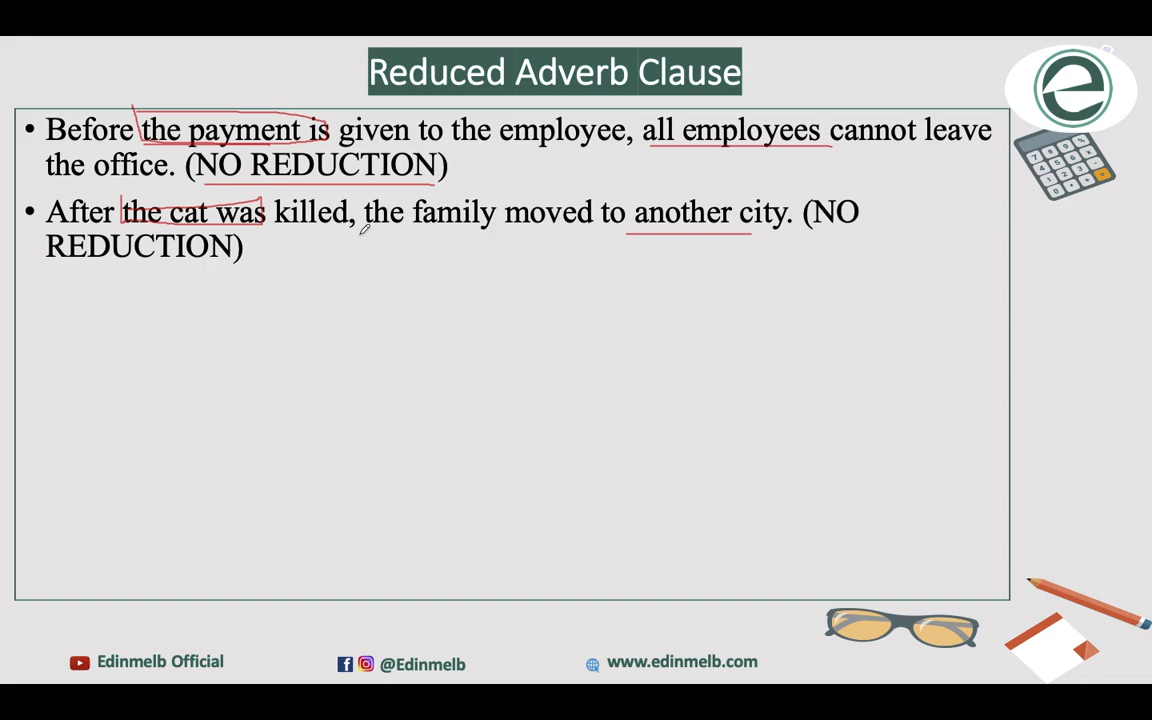 Reduced Adverb Clause
• Before the payment is given to the employee, all employees cannot leave
the office. (NO REDUCTION)
• After the cat was killed, the family moved to another city. (NO
REDUCTION)
Edinmelb Official
@Edinmelb
www.edinmelb.com